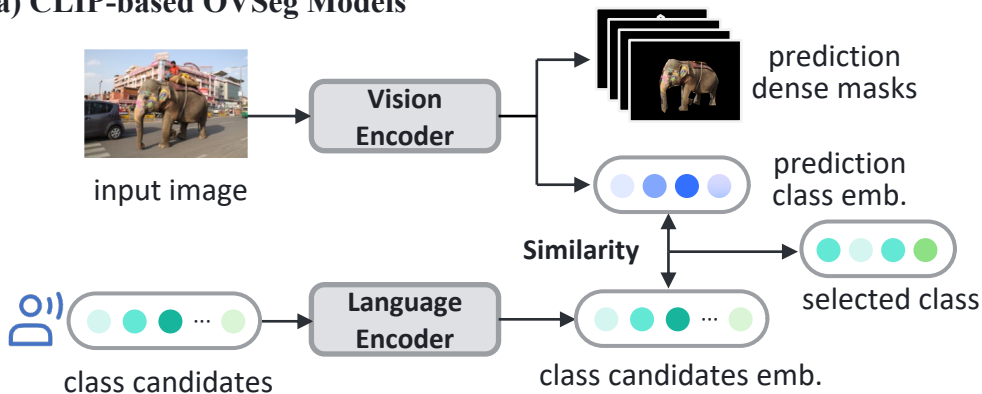 a) CLIP-based OVSeg Models
input image
Vision
Encoder
prediction
dense masks
prediction
class emb.
Similarity
selected class
class candidates
...
Language
Encoder
...
class candidates emb.